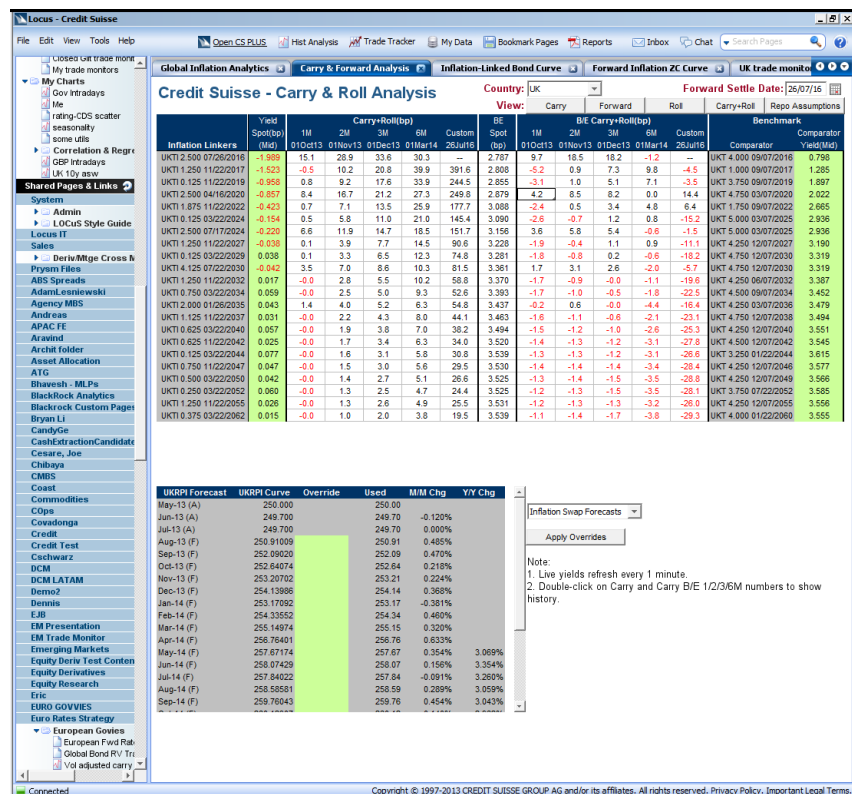 Locus - Credit Suisse
File Edit View Tools Help
Open CS PLUS Hist Analysis Trade Tracker My Data Bookmark Pages Reports Inbox Chat Search Pages
Closed Gilt trade monit
My trade monitors
My Charts
Gov Intradays
Me
rating-CDS scatter
seasonality
some utils
Correlation & Regre
GBP Intradays
UK 10y asw
Shared Pages & Links
System
Admin
LOCuS Style Guide
Locus IT
Sales
Deriv/Mtge Cross M
Prysm Files
ABS Spreads
AdamLesniewski
Agency MBS
Andreas
APAC FE
Aravind
Archit folder
Asset Allocation
ATG
Bhavesh - MLPs
BlackRock Analytics
Blackrock Custom Pages
Bryan Li
CandyGe
CashExtractionCandidate
Cesare, Joe
Chibaya
CMBS
Coast
Commodities
COps
Covadonga
Credit
Credit Test
Cschwarz
DCM
DCM LATAM
Demo2
Dennis
EJB
EM Presentation
EM Trade Monitor
Emerging Markets
Equity Deriv Test Conten
Equity Derivatives
Equity Research
Eric
EURO GOVVIES
Euro Rates Strategy
European Govies
European Fwd Rate
Global Bond RV Tra
Vol adjusted carry
Global Inflation Analytics Carry & Forward Analysis Inflation-Linked Bond Curve Forward Inflation ZC Curve UK trade monitor
Credit Suisse - Carry & Roll Analysis
Country: UK Forward Settle Date: 26/07/16
View: Carry Forward Roll Carry+Roll Repo Assumptions
Yield Carry+Roll(bp) BE B/E Carry+Roll(bp) Benchmark
Spot(bp) 1M 2M 3M 6M Custom Spot 1M 2M 3M 6M Custom Comparator
Inflation Linkers (Mid) 01Oct13 01Nov13 01Dec13 01Mar14 26Jul16 (bp) 01Oct13 01Nov13 01Dec13 01Mar14 26Jul16 Comparator Yield(Mid)
UKTI 2.500 07/26/2016 -1.989 15.1 28.9 33.6 30.3 -- 2.787 9.7 18.5 18.2 -1.2 -- UKT 4.000 09/07/2016 0.798
UKTI 1.250 11/22/2017 -1.523 -0.5 10.2 20.8 39.9 391.6 2.808 -5.2 0.9 7.3 9.8 -4.5 UKT 1.000 09/07/2017 1.285
UKTI 0.125 11/22/2019 -0.958 0.8 9.2 17.6 33.9 244.5 2.855 -3.1 1.0 5.1 7.1 -3.5 UKT 3.750 09/07/2019 1.897
UKTI 2.500 04/16/2020 -0.857 8.4 16.7 21.2 27.3 249.8 2.879 4.2 8.5 8.2 0.0 14.4 UKT 4.750 03/07/2020 2.022
UKTI 1.875 11/22/2022 -0.423 0.7 7.1 13.5 25.9 177.7 3.088 -2.4 0.5 3.4 4.8 6.4 UKT 1.750 09/07/2022 2.665
UKTI 0.125 03/22/2024 -0.154 0.5 5.8 11.0 21.0 145.4 3.090 -2.6 -0.7 1.2 0.8 -15.2 UKT 5.000 03/07/2025 2.936
UKTI 2.500 07/17/2024 -0.220 6.6 11.9 14.7 18.5 151.7 3.156 3.6 5.8 5.4 -0.6 -1.5 UKT 5.000 03/07/2025 2.936
UKTI 1.250 11/22/2027 -0.038 0.1 3.9 7.7 14.5 90.6 3.228 -1.9 -0.4 1.1 0.9 -11.1 UKT 4.250 12/07/2027 3.190
UKTI 0.125 03/22/2029 0.038 0.1 3.3 6.5 12.3 74.8 3.281 -1.8 -0.8 0.2 -0.6 -18.2 UKT 4.750 12/07/2030 3.319
UKTI 4.125 07/22/2030 -0.042 3.5 7.0 8.6 10.3 81.5 3.361 1.7 3.1 2.6 -2.0 -5.7 UKT 4.750 12/07/2030 3.319
UKTI 1.250 11/22/2032 0.017 -0.0 2.8 5.5 10.2 58.8 3.370 -1.7 -0.9 -0.0 -1.1 -19.6 UKT 4.250 06/07/2032 3.387
UKTI 0.750 03/22/2034 0.059 -0.0 2.5 5.0 9.3 52.6 3.393 -1.7 -1.0 -0.5 -1.8 -22.5 UKT 4.500 09/07/2034 3.452
UKTI 2.000 01/26/2035 0.043 1.4 4.0 5.2 6.3 54.8 3.437 -0.2 0.6 -0.0 -4.4 -16.4 UKT 4.250 03/07/2036 3.479
UKTI 1.125 11/22/2037 0.031 -0.0 2.2 4.3 8.0 44.1 3.463 -1.6 -1.1 -0.6 -2.1 -23.1 UKT 4.750 12/07/2038 3.494
UKTI 0.625 03/22/2040 0.057 -0.0 1.9 3.8 7.0 38.2 3.494 -1.5 -1.2 -1.0 -2.6 -25.3 UKT 4.250 12/07/2040 3.551
UKTI 0.625 11/22/2042 0.025 -0.0 1.7 3.4 6.3 34.0 3.520 -1.4 -1.3 -1.2 -3.1 -27.8 UKT 4.500 12/07/2042 3.545
UKTI 0.125 03/22/2044 0.077 -0.0 1.6 3.1 5.8 30.8 3.539 -1.3 -1.3 -1.2 -3.1 -26.6 UKT 3.250 01/22/2044 3.615
UKTI 0.750 11/22/2047 0.047 -0.0 1.5 3.0 5.6 29.5 3.530 -1.4 -1.4 -1.4 -3.4 -28.4 UKT 4.250 12/07/2046 3.577
UKTI 0.500 03/22/2050 0.042 -0.0 1.4 2.7 5.1 26.6 3.525 -1.3 -1.4 -1.5 -3.5 -28.8 UKT 4.250 12/07/2049 3.566
UKTI 0.250 03/22/2052 0.060 -0.0 1.3 2.5 4.7 24.4 3.525 -1.2 -1.3 -1.5 -3.5 -28.1 UKT 3.750 07/22/2052 3.585
UKTI 1.250 11/22/2055 0.026 -0.0 1.3 2.6 4.9 25.5 3.531 -1.2 -1.3 -1.3 -3.2 -26.0 UKT 4.250 12/07/2055 3.556
UKTI 0.375 03/22/2062 0.015 -0.0 1.0 2.0 3.8 19.5 3.539 -1.1 -1.4 -1.7 -3.8 -29.3 UKT 4.000 01/22/2060 3.555
UKRPI Forecast UKRPI Curve Override Used M/M Chg Y/Y Chg
May-13 (A) 250.000 250.00
Jun-13 (A) 249.700 249.70 -0.120%
Jul-13 (A) 249.700 249.70 0.000%
Aug-13 (F) 250.91009 250.91 0.485%
Sep-13 (F) 252.09020 252.09 0.470%
Oct-13 (F) 252.64074 252.64 0.218%
Nov-13 (F) 253.20702 253.21 0.224%
Dec-13 (F) 254.13986 254.14 0.368%
Jan-14 (F) 253.17092 253.17 -0.381%
Feb-14 (F) 254.33552 254.34 0.460%
Mar-14 (F) 255.14974 255.15 0.320%
Apr-14 (F) 256.76401 256.76 0.633%
May-14 (F) 257.67174 257.67 0.354% 3.069%
Jun-14 (F) 258.07429 258.07 0.156% 3.354%
Jul-14 (F) 257.84022 257.84 -0.091% 3.260%
Aug-14 (F) 258.58581 258.59 0.289% 3.059%
Sep-14 (F) 259.76043 259.76 0.454% 3.043%
Inflation Swap Forecasts
Apply Overrides
Note:
1. Live yields refresh every 1 minute.
2. Double-click on Carry and Carry B/E 1/2/3/6M numbers to show
history.
Connected
Copyright © 1997-2013 CREDIT SUISSE GROUP AG and/or its affiliates. All rights reserved. Privacy Policy. Important Legal Terms.